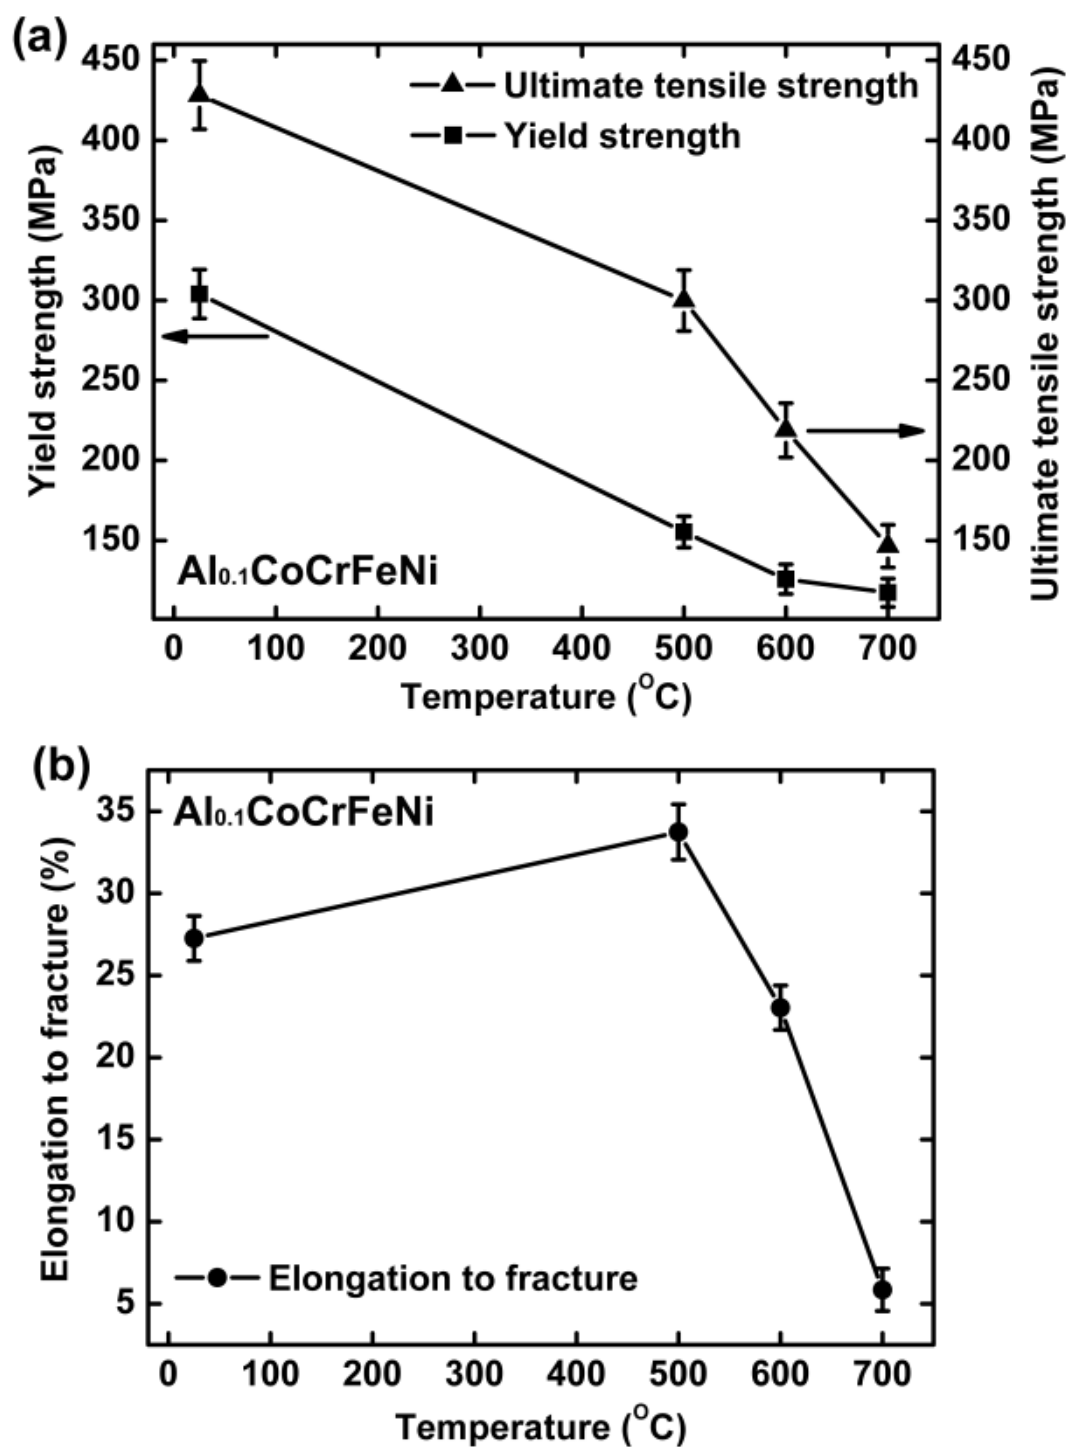 (a)
450
400
350
300
250
200
150
Yield strength (MPa)
Ultimate tensile strength
Yield strength
Al0.1CoCrFeNi
450
400
350
300
250
200
150
Ultimate tensile strength (MPa)
0 100 200 300 400 500 600 700
Temperature (°C)
(b)
35
30
25
20
15
10
5
Elongation to fracture (%)
Al0.1CoCrFeNi
Elongation to fracture
0 100 200 300 400 500 600 700
Temperature (°C)